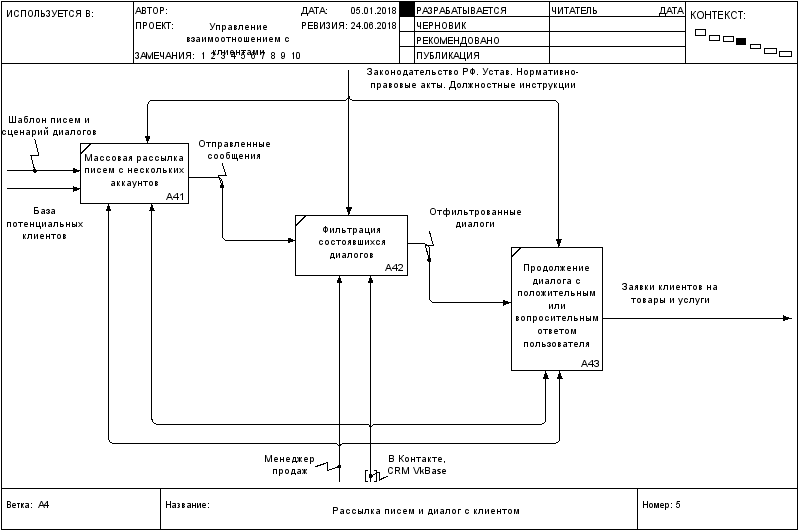 ИСПОЛЬЗУЕТСЯ В:
АВТОР:
ДАТА: 05.01.2018
ПРОЕКТ: Управление
взаимоотношением с
клиентами
РЕВИЗИЯ: 24.06.2018
ЗАМЕЧАНИЯ: 1 2 3 4 5 6 7 8 9 10
РАЗРАБАТЫВАЕТСЯ
ЧЕРНОВИК
РЕКОМЕНДОВАНО
ПУБЛИКАЦИЯ
ЧИТАТЕЛЬ ДАТА
КОНТЕКСТ:
Законодательство РФ. Устав. Нормативно-
правовые акты. Должностные инструкции
Шаблон писем и
сценарий диалогов
Массовая рассылка
писем с нескольких
аккаунтов
A41
Отправленные
сообщения
База
потенциальных
клиентов
Фильтрация
состоявшихся
диалогов
A42
Отфильтрованные
диалоги
Продолжение
диалога с
положительным
или
вопросительным
ответом
пользователя
A43
Заявки клиентов на
товары и услуги
Менеджер
продаж
В Контакте,
CRM VkBase
Ветка: A4
Название:
Рассылка писем и диалог с клиентом
Номер: 5